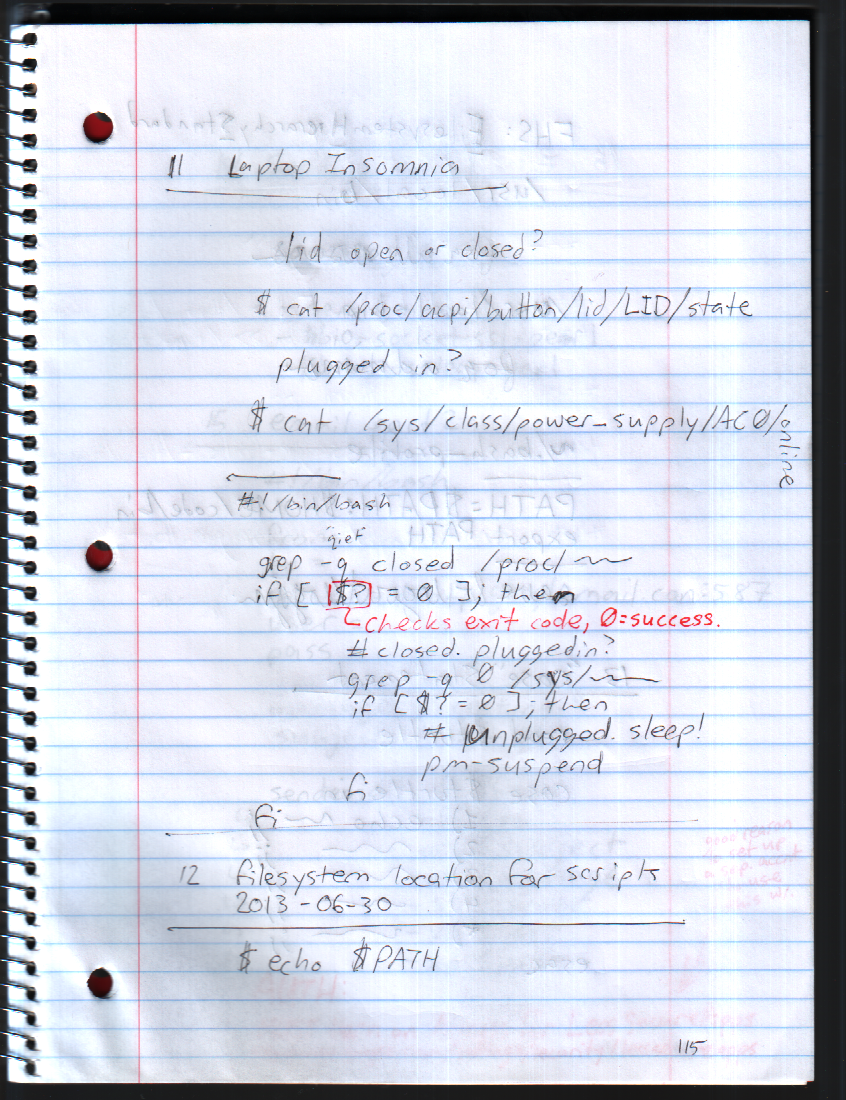 11 Laptop Insomnia
lid open or closed?
$ cat /proc/acpi/button/lid/LID/state
plugged in?
$ cat /sys/class/power_supply/AC0/online
#!/bin/bash
qiet
grep -q closed /proc/~~
if [ $? = 0 ]; then
checks exit code, 0=success.
# closed. pluggedin?
grep -q 0 /sys/~~
if [ $? = 0 ]; then
# unplugged. sleep!
pm-suspend
fi
fi
12 filesystem location for scripts
2013-06-30
$ echo $PATH
115